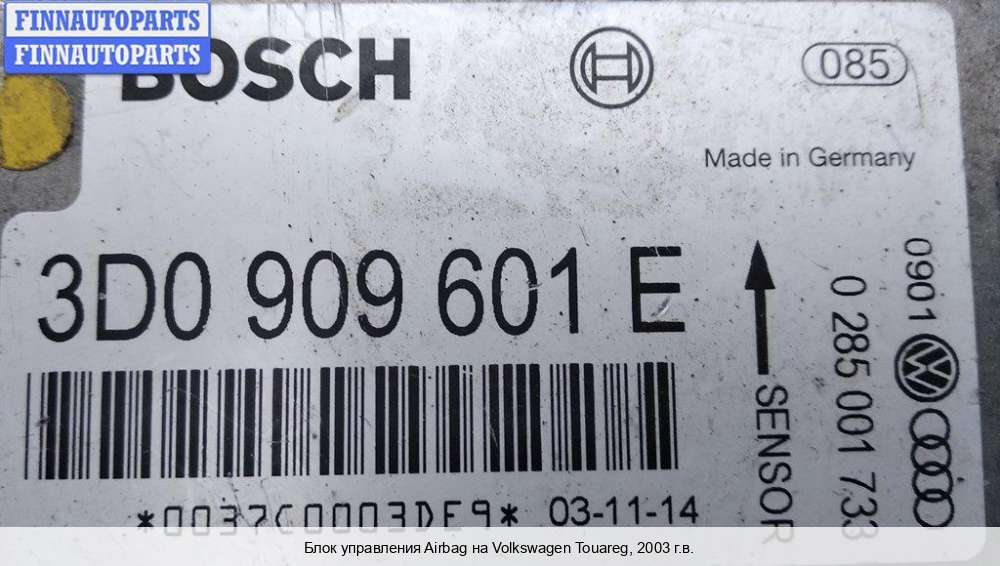 FINNAUTOPARTS
FINNAUTOPARTS
BOSCH
085
Made in Germany
3D0 909 601 E
SENSOR
0 285 001 733
0901
*0037C0003DE9* 03-11-14
Блок управления Airbag на Volkswagen Touareg, 2003 г.в.